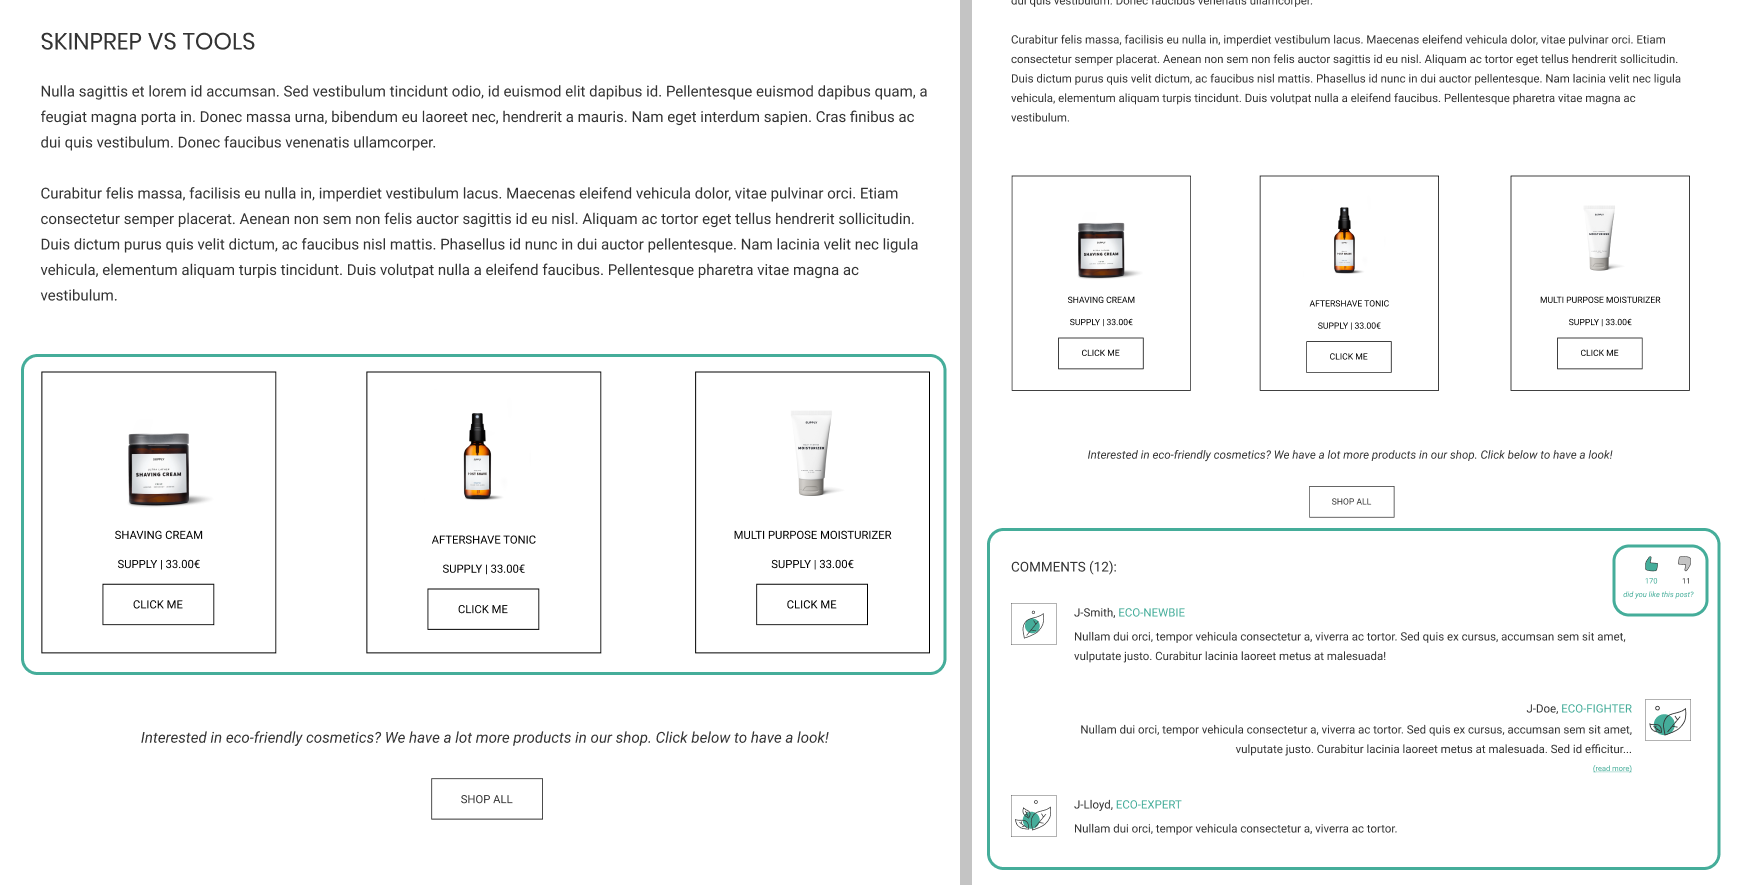 SKINPREP VS TOOLS
Nulla sagittis et lorem id accumsan. Sed vestibulum tincidunt odio, id euismod elit dapibus id. Pellentesque euismod dapibus quam, a
feugiat magna porta in. Donec massa urna, bibendum eu laoreet nec, hendrerit a mauris. Nam eget interdum sapien. Cras finibus ac
dui quis vestibulum. Donec faucibus venenatis ullamcorper.
Curabitur felis massa, facilisis eu nulla in, imperdiet vestibulum lacus. Maecenas eleifend vehicula dolor, vitae pulvinar orci. Etiam
consectetur semper placerat. Aenean non sem non felis auctor sagittis id eu nisl. Aliquam ac tortor eget tellus hendrerit sollicitudin.
Duis dictum purus quis velit dictum, ac faucibus nisl mattis. Phasellus id nunc in dui auctor pellentesque. Nam lacinia velit nec ligula
vehicula, elementum aliquam turpis tincidunt. Duis volutpat nulla a eleifend faucibus. Pellentesque pharetra vitae magna ac
vestibulum.
SUPPLY
SHAVING CREAM
SHAVING CREAM
SUPPLY | 33.00€
CLICK ME
AFTERSHAVE TONIC
SUPPLY | 33.00€
CLICK ME
SUPPLY
MOISTURIZER
MULTI PURPOSE MOISTURIZER
SUPPLY | 33.00€
CLICK ME
Interested in eco-friendly cosmetics? We have a lot more products in our shop. Click below to have a look!
SHOP ALL
dui quis vestibulum. Donec faucibus venenatis ullamcorper.
Curabitur felis massa, facilisis eu nulla in, imperdiet vestibulum lacus. Maecenas eleifend vehicula dolor, vitae pulvinar orci. Etiam
consectetur semper placerat. Aenean non sem non felis auctor sagittis id eu nisl. Aliquam ac tortor eget tellus hendrerit sollicitudin.
Duis dictum purus quis velit dictum, ac faucibus nisl mattis. Phasellus id nunc in dui auctor pellentesque. Nam lacinia velit nec ligula
vehicula, elementum aliquam turpis tincidunt. Duis volutpat nulla a eleifend faucibus. Pellentesque pharetra vitae magna ac
vestibulum.
SUPPLY
SHAVING CREAM
SHAVING CREAM
SUPPLY | 33.00€
CLICK ME
AFTERSHAVE TONIC
SUPPLY | 33.00€
CLICK ME
SUPPLY
MOISTURIZER
MULTI PURPOSE MOISTURIZER
SUPPLY | 33.00€
CLICK ME
Interested in eco-friendly cosmetics? We have a lot more products in our shop. Click below to have a look!
SHOP ALL
COMMENTS (12):
170 11
did you like this post?
J-Smith, ECO-NEWBIE
Nullam dui orci, tempor vehicula consectetur a, viverra ac tortor. Sed quis ex cursus, accumsan sem sit amet,
vulputate justo. Curabitur lacinia laoreet metus at malesuada!
J-Doe, ECO-FIGHTER
Nullam dui orci, tempor vehicula consectetur a, viverra ac tortor. Sed quis ex cursus, accumsan sem sit amet,
vulputate justo. Curabitur lacinia laoreet metus at malesuada. Sed id efficitur...
(read more)
J-Lloyd, ECO-EXPERT
Nullam dui orci, tempor vehicula consectetur a, viverra ac tortor.